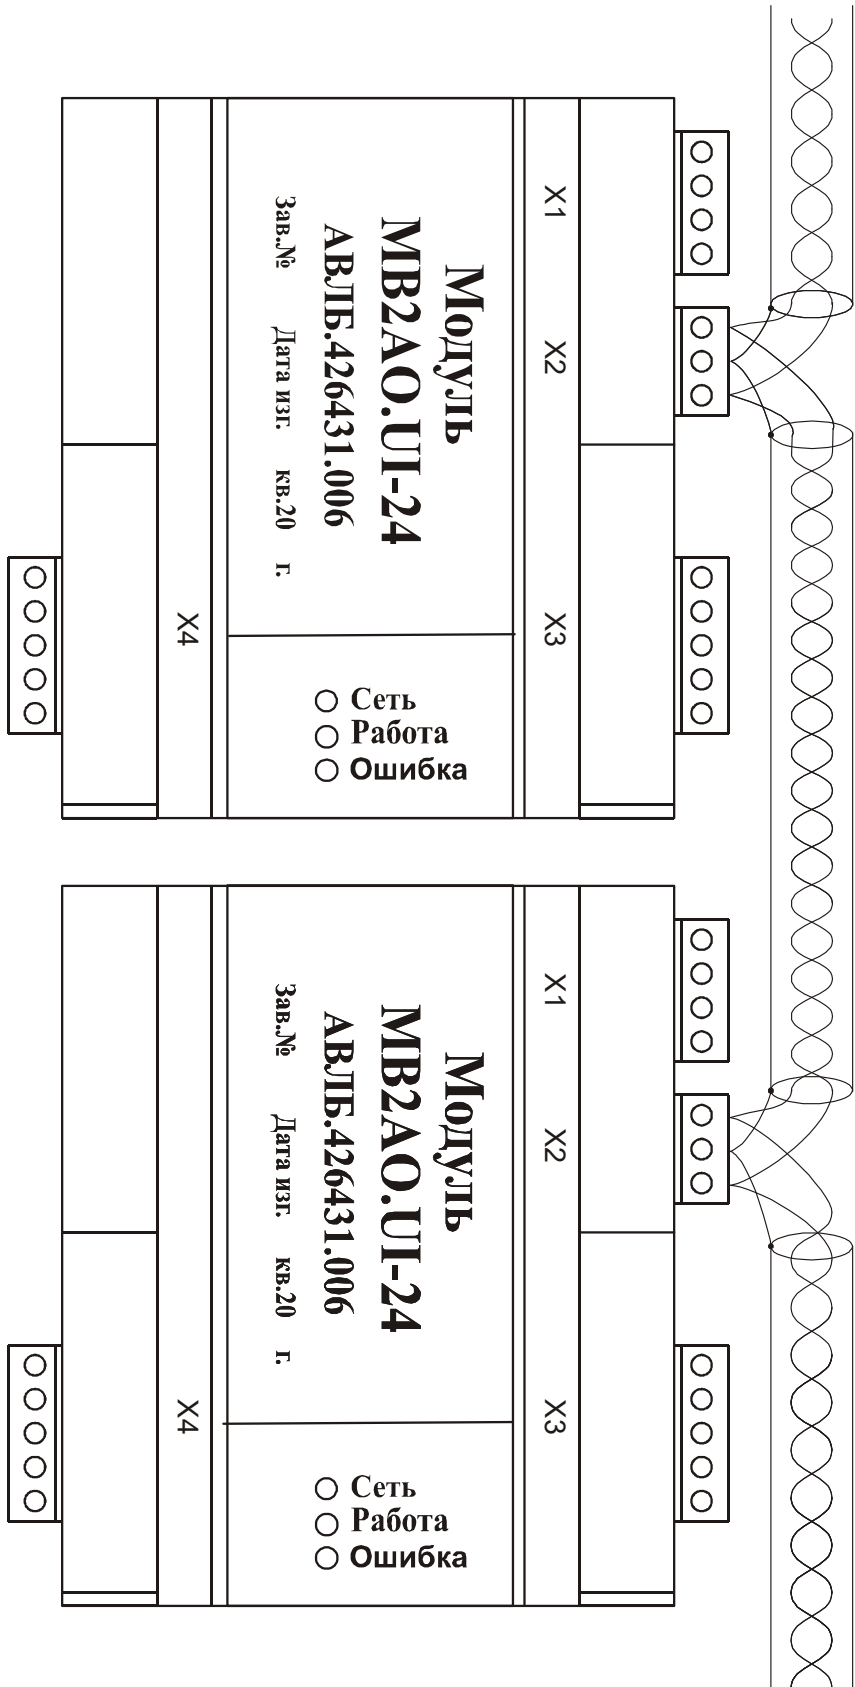 Модуль
МВ2АО.UI-24
АВЛБ.426431.006
Зав.№ Дата изг. кв.20 г.
X1
X2
X3
X4
Сеть
Работа
Ошибка
Модуль
МВ2АО.UI-24
АВЛБ.426431.006
Зав.№ Дата изг. кв.20 г.
X1
X2
X3
X4
Сеть
Работа
Ошибка